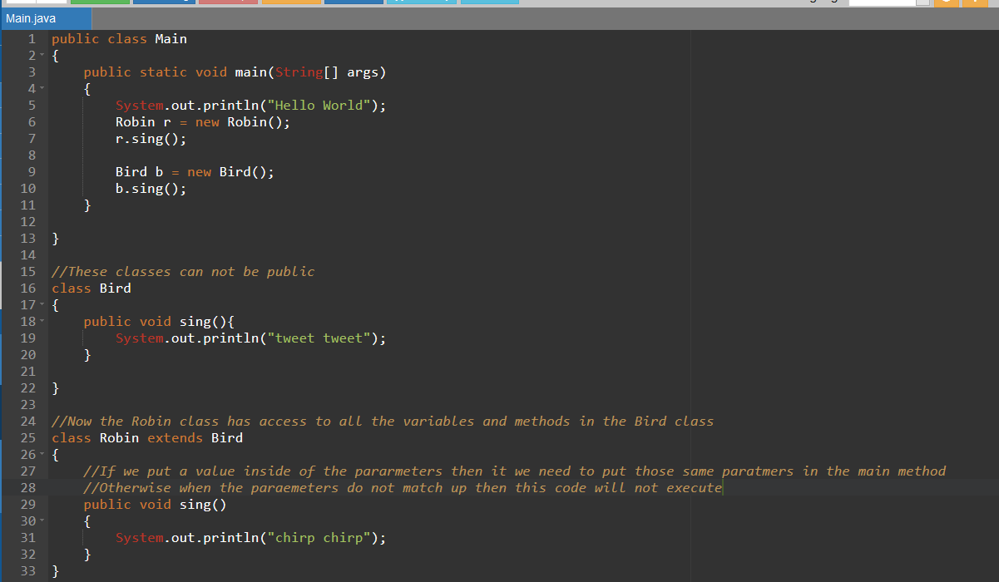 Main.java
1 public class Main
2 {
3 public static void main(String[] args)
4 {
5 System.out.println("Hello World");
6 Robin r = new Robin();
7 r.sing();
8
9 Bird b = new Bird();
10 b.sing();
11 }
12
13 }
14
15 //These classes can not be public
16 class Bird
17 {
18 public void sing(){
19 System.out.println("tweet tweet");
20 }
21
22 }
23
24 //Now the Robin class has access to all the variables and methods in the Bird class
25 class Robin extends Bird
26 {
27 //If we put a value inside of the pararmeters then it we need to put those same paratmers in the main method
28 //Otherwise when the paraemeters do not match up then this code will not execute
29 public void sing()
30 {
31 System.out.println("chirp chirp");
32 }
33 }